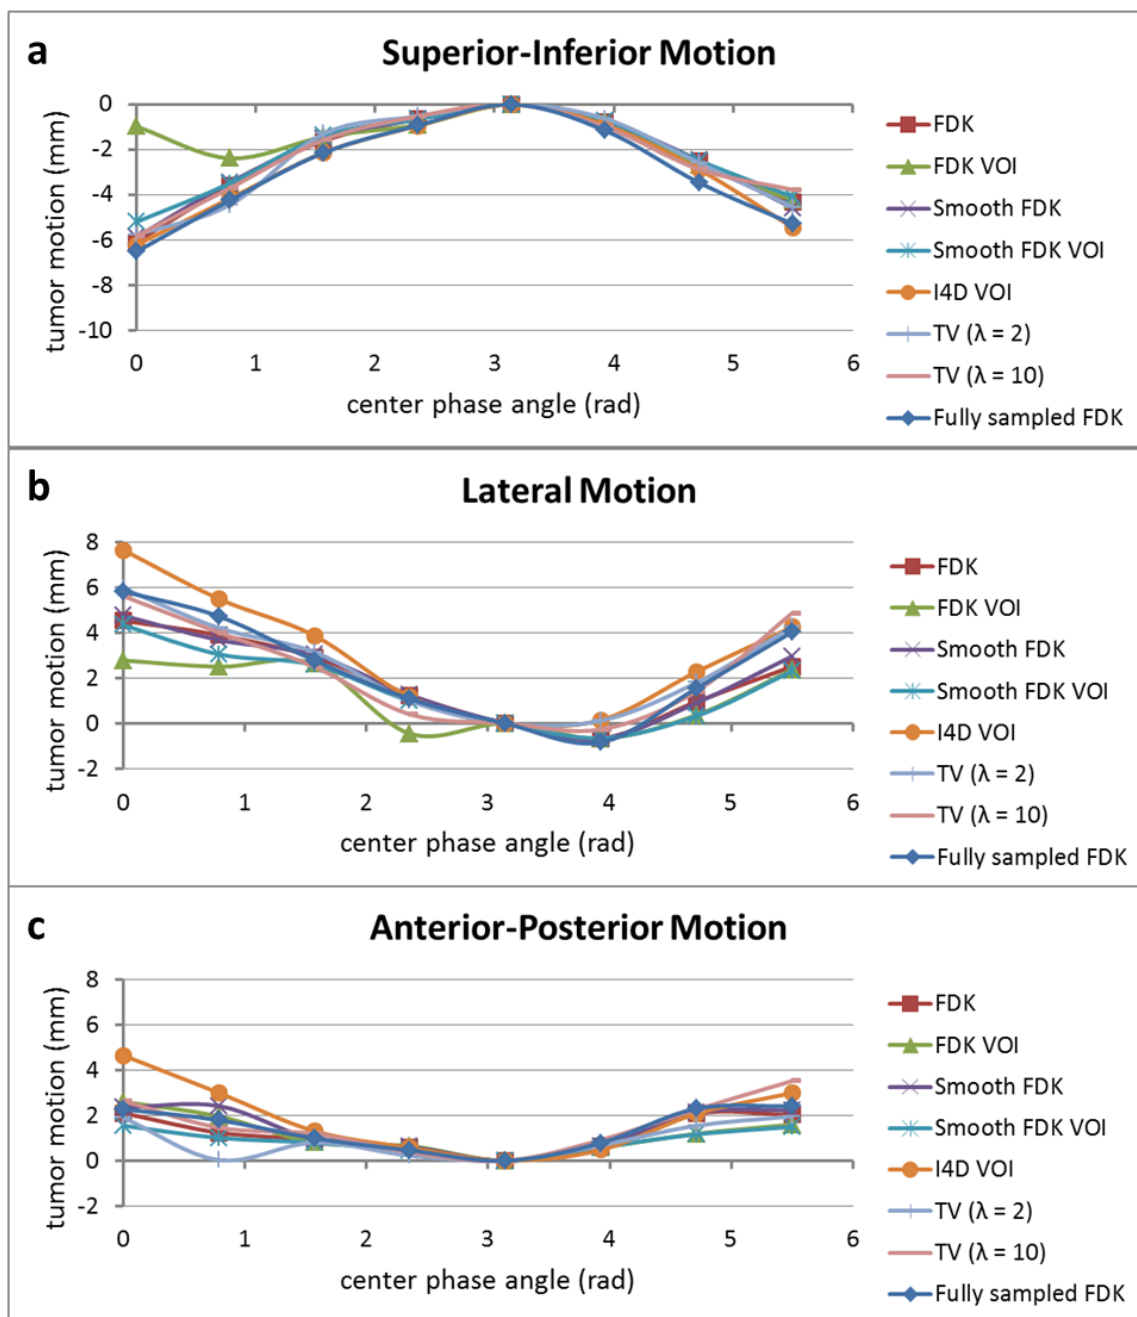 a
Superior-Inferior Motion
0
-2
-4
-6
-8
-10
tumor motion (mm)
0 1 2 3 4 5 6
center phase angle (rad)
FDK
FDK VOI
Smooth FDK
Smooth FDK VOI
I4D VOI
TV (λ = 2)
TV (λ = 10)
Fully sampled FDK
b
Lateral Motion
8
6
4
2
0
-2
tumor motion (mm)
0 1 2 3 4 5 6
center phase angle (rad)
FDK
FDK VOI
Smooth FDK
Smooth FDK VOI
I4D VOI
TV (λ = 2)
TV (λ = 10)
Fully sampled FDK
c
Anterior-Posterior Motion
8
6
4
2
0
-2
tumor motion (mm)
0 1 2 3 4 5 6
center phase angle (rad)
FDK
FDK VOI
Smooth FDK
Smooth FDK VOI
I4D VOI
TV (λ = 2)
TV (λ = 10)
Fully sampled FDK